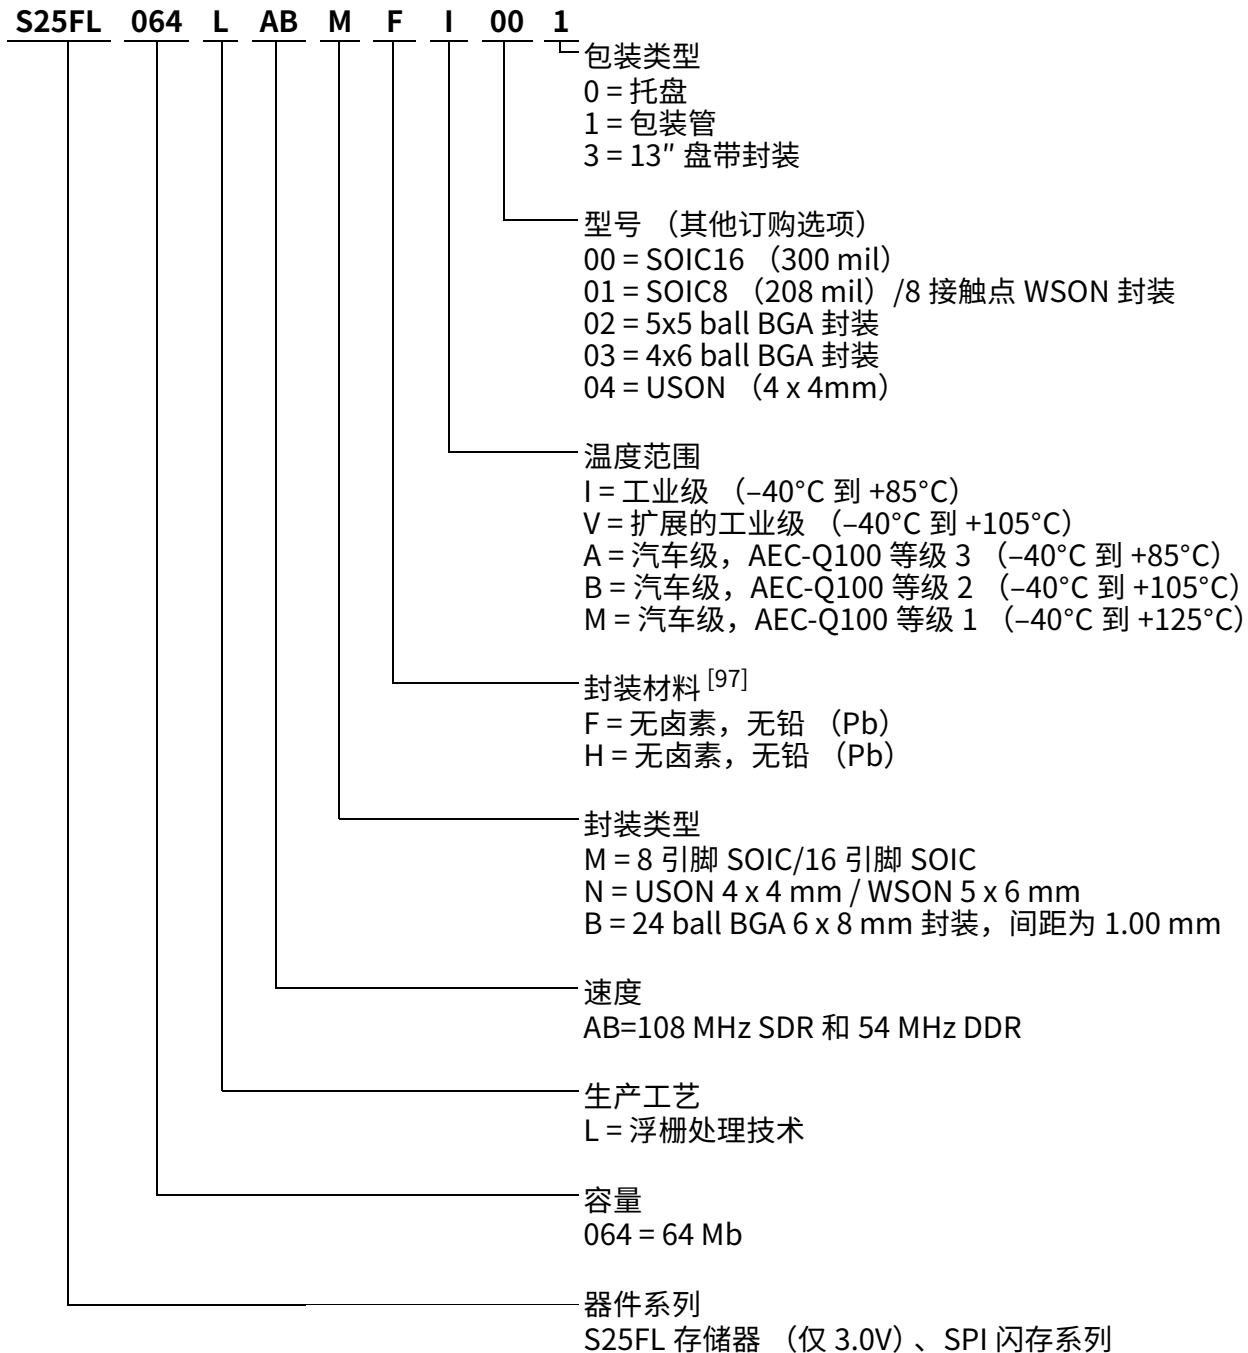 S25FL 064 L AB M F I 00 1
包装类型
0 = 托盘
1 = 包装管
3 = 13″ 盘带封装
型号 （其他订购选项）
00 = SOIC16 （300 mil）
01 = SOIC8 （208 mil）/8 接触点 WSON 封装
02 = 5x5 ball BGA 封装
03 = 4x6 ball BGA 封装
04 = USON （4 x 4mm）
温度范围
I = 工业级 （–40°C 到 +85°C）
V = 扩展的工业级 （–40°C 到 +105°C）
A = 汽车级，AEC-Q100 等级 3 （–40°C 到 +85°C）
B = 汽车级，AEC-Q100 等级 2 （–40°C 到 +105°C）
M = 汽车级，AEC-Q100 等级 1 （–40°C 到 +125°C）
封装材料 [97]
F = 无卤素，无铅 （Pb）
H = 无卤素，无铅 （Pb）
封装类型
M = 8 引脚 SOIC/16 引脚 SOIC
N = USON 4 x 4 mm / WSON 5 x 6 mm
B = 24 ball BGA 6 x 8 mm 封装，间距为 1.00 mm
速度
AB=108 MHz SDR 和 54 MHz DDR
生产工艺
L = 浮栅处理技术
容量
064 = 64 Mb
器件系列
S25FL 存储器 （仅 3.0V）、SPI 闪存系列